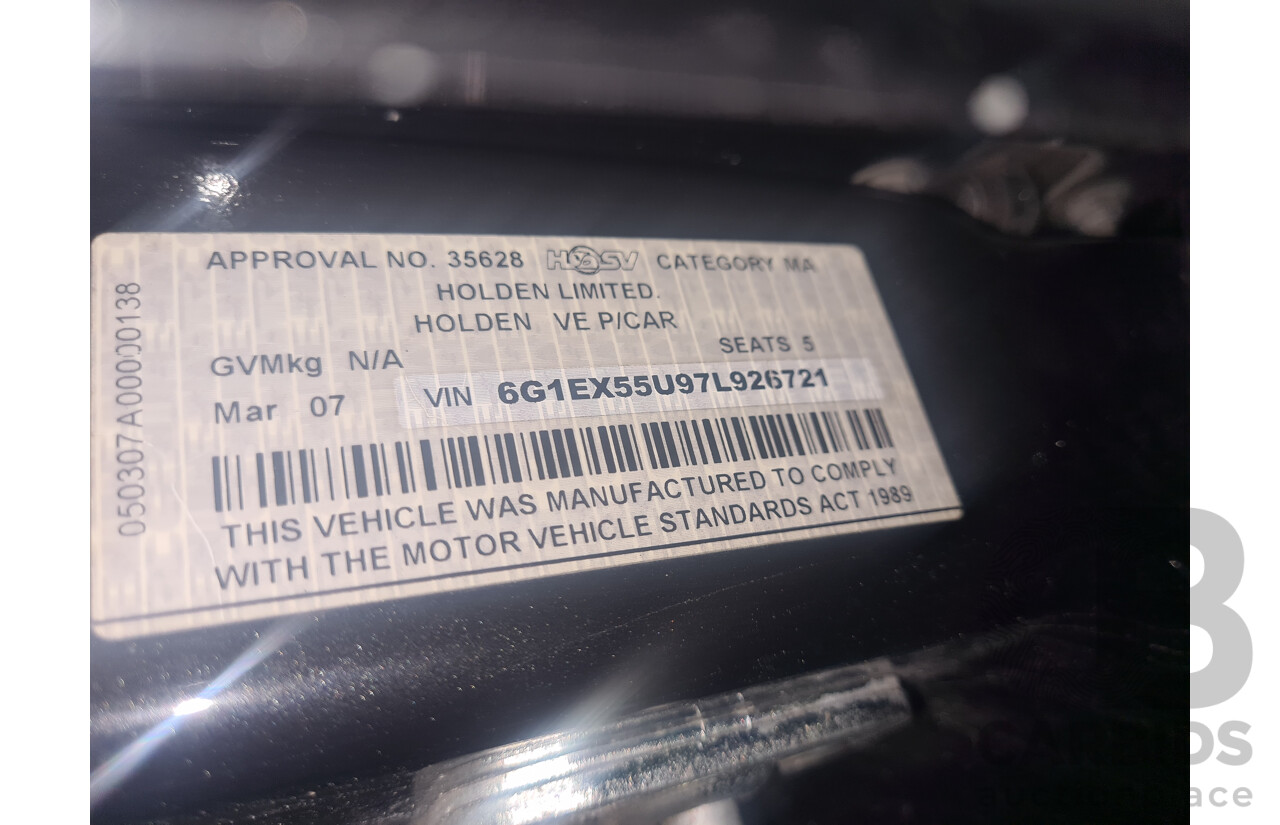 APPROVAL NO. 35628 H HSV CATEGORY MA
HOLDEN LIMITED.
HOLDEN VE P/CAR
SEATS 5
GVMkg N/A
Mar 07 VIN 6G1EX55U97L926721
THIS VEHICLE WAS MANUFACTURED TO COMPLY
WITH THE MOTOR VEHICLE STANDARDS ACT 1989
050307A00000138